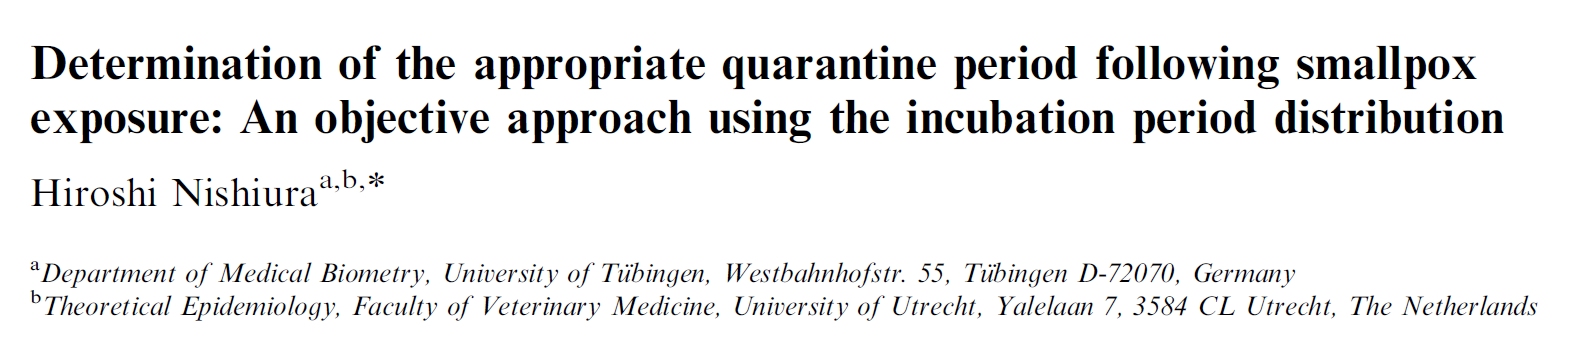 Determination of the appropriate quarantine period following smallpox
exposure: An objective approach using the incubation period distribution
Hiroshi Nishiura a,b,*
a Department of Medical Biometry, University of Tübingen, Westbahnhofstr. 55, Tübingen D-72070, Germany
b Theoretical Epidemiology, Faculty of Veterinary Medicine, University of Utrecht, Yalelaan 7, 3584 CL Utrecht, The Netherlands